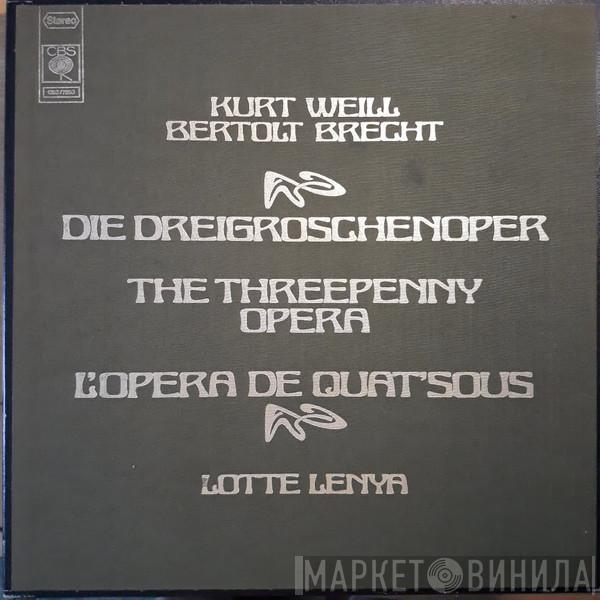 Stereo
CBS
KURT WEILL
BERTOLT BRECHT
DIE DREIGROSCHENOPER
THE THREEPENNY
OPERA
L'OPERA DE QUAT'SOUS
LOTTE LENYA
МАРКЕТ ВИНИЛА